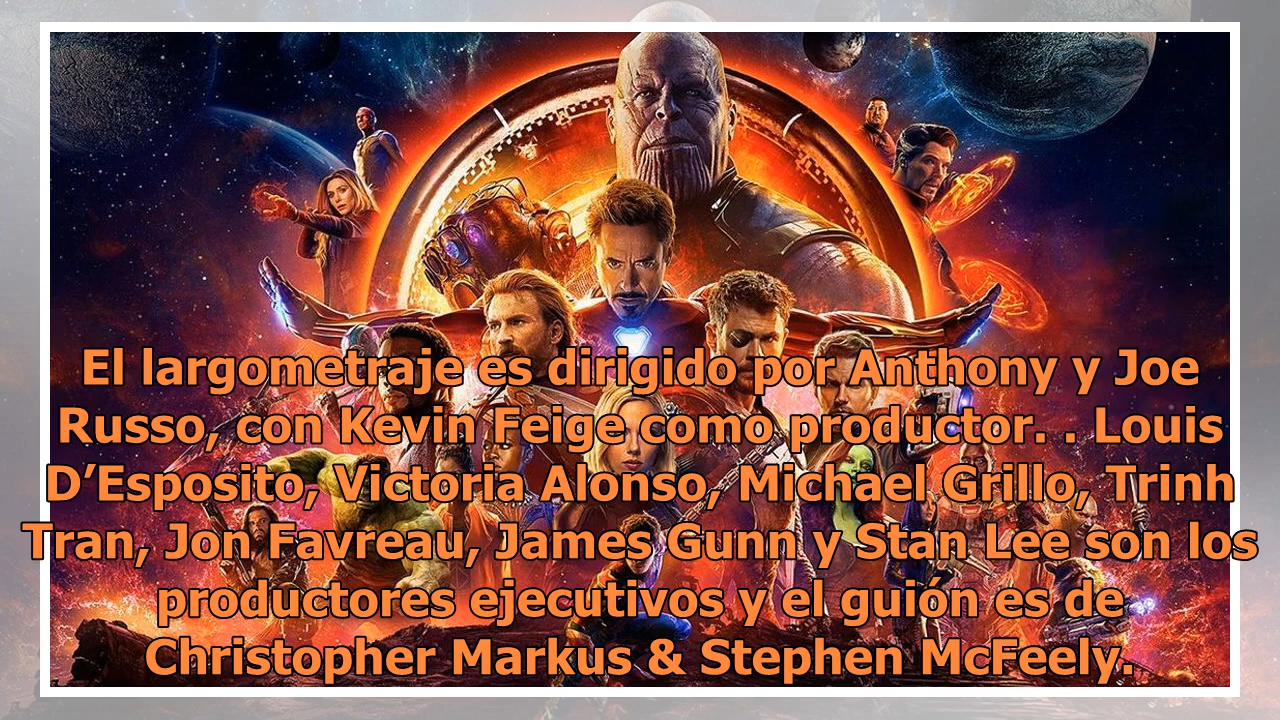 El largometraje es dirigido por Anthony y Joe
Russo, con Kevin Feige como productor. . Louis
D’Esposito, Victoria Alonso, Michael Grillo, Trinh
Tran, Jon Favreau, James Gunn y Stan Lee son los
productores ejecutivos y el guión es de
Christopher Markus & Stephen McFeely.